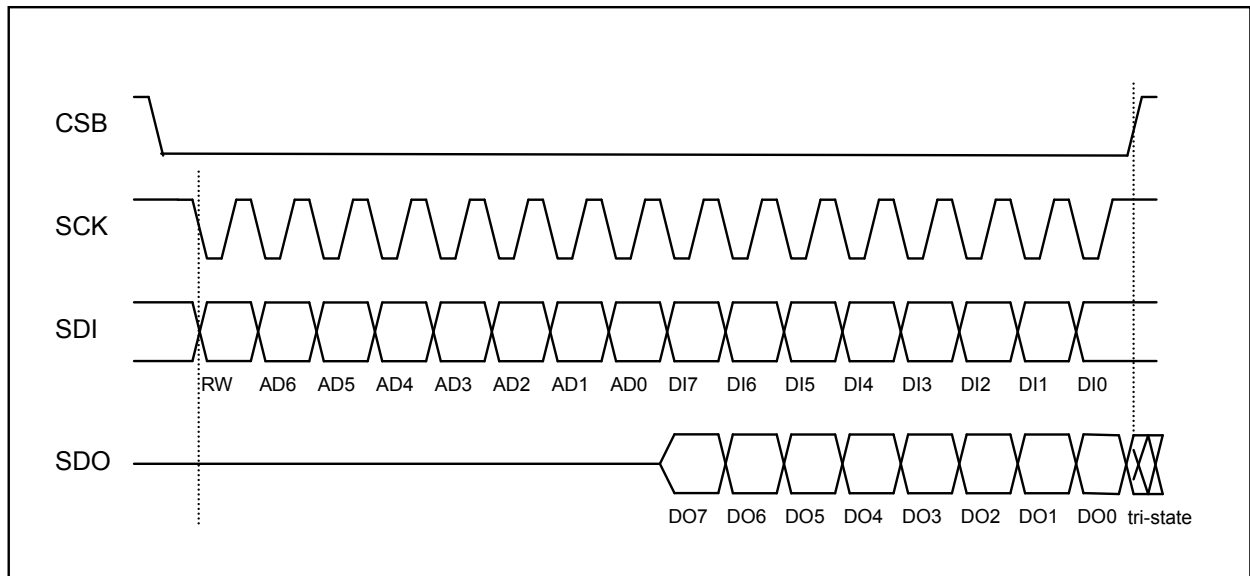 CSB
SCK
SDI
RW AD6 AD5 AD4 AD3 AD2 AD1 AD0 DI7 DI6 DI5 DI4 DI3 DI2 DI1 DI0
SDO
DO7 DO6 DO5 DO4 DO3 DO2 DO1 DO0 tri-state